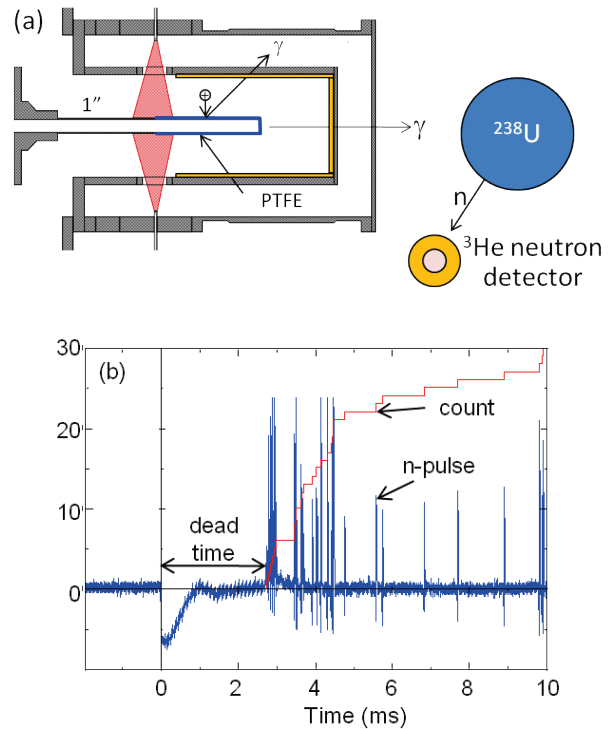 (a)
γ
1”
⊕
γ
PTFE
238U
n
3He neutron
detector
(b)
30
20
10
0
count
n-pulse
dead
time
0
2
4
6
8
10
Time (ms)